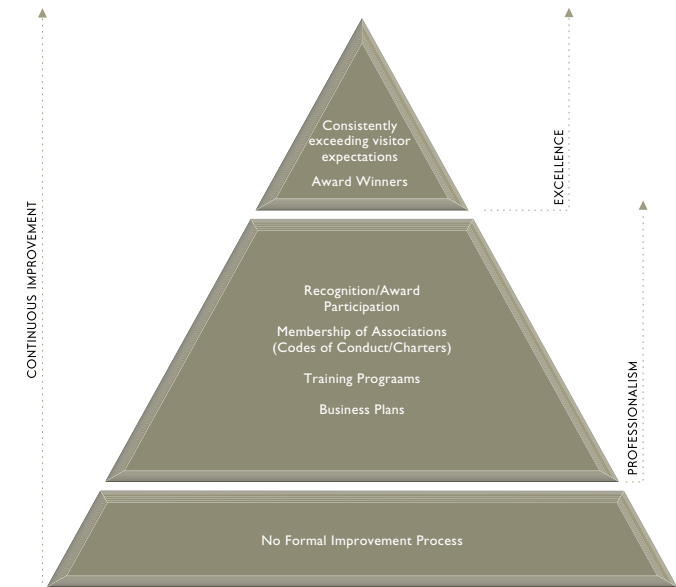 Consistently
exceeding visitor
expectations
Award Winners
Recognition/Award
Participation
Membership of Associations
(Codes of Conduct/Charters)
Training Prograams
Business Plans
No Formal Improvement Process
CONTINUOUS IMPROVEMENT
EXCELLENCE
PROFESSIONALISM